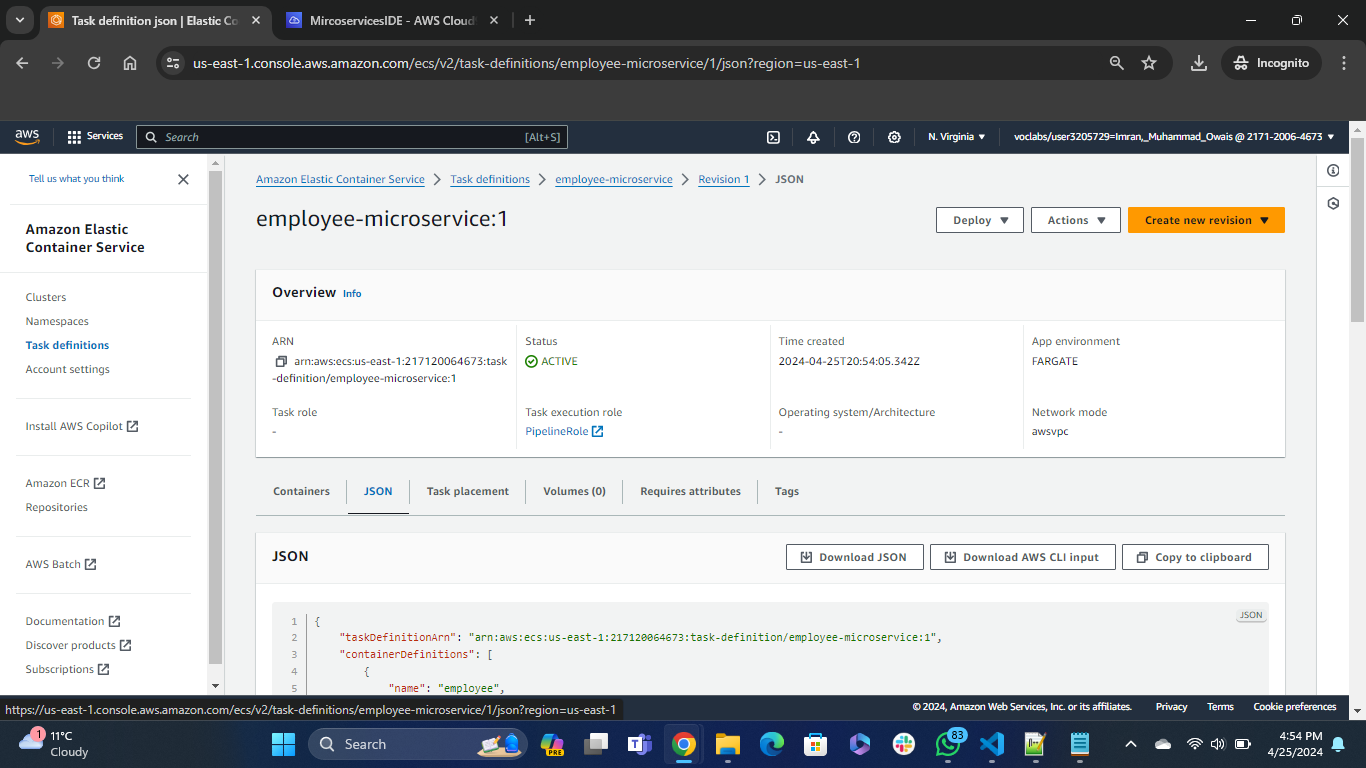 Task definition json | Elastic Co
MircoservicesIDE - AWS Cloud
us-east-1.console.aws.amazon.com/ecs/v2/task-definitions/employee-microservice/1/json?region=us-east-1
Incognito
aws
Services
Search
[Alt+S]
N. Virginia
voclabs/user3205729=Imran,_Muhammad_Owais @ 2171-2006-4673
Tell us what you think
Amazon Elastic
Container Service
Clusters
Namespaces
Task definitions
Account settings
Install AWS Copilot
Amazon ECR
Repositories
AWS Batch
Documentation
Discover products
Subscriptions
Amazon Elastic Container Service
Task definitions
employee-microservice
Revision 1
JSON
employee-microservice:1
Deploy
Actions
Create new revision
Overview Info
ARN
arn:aws:ecs:us-east-1:217120064673:task
-definition/employee-microservice:1
Status
ACTIVE
Time created
2024-04-25T20:54:05.342Z
App environment
FARGATE
Task role
-
Task execution role
PipelineRole
Operating system/Architecture
-
Network mode
awsvpc
Containers
JSON
Task placement
Volumes (0)
Requires attributes
Tags
JSON
Download JSON
Download AWS CLI input
Copy to clipboard
JSON
1 {
2 "taskDefinitionArn": "arn:aws:ecs:us-east-1:217120064673:task-definition/employee-microservice:1",
3 "containerDefinitions": [
4 {
5 "name": "employee",
https://us-east-1.console.aws.amazon.com/ecs/v2/task-definitions/employee-microservice/1/json?region=us-east-1
© 2024, Amazon Web Services, Inc. or its affiliates.
Privacy
Terms
Cookie preferences
1
11°C
Cloudy
Search
PRE
83
4:54 PM
4/25/2024